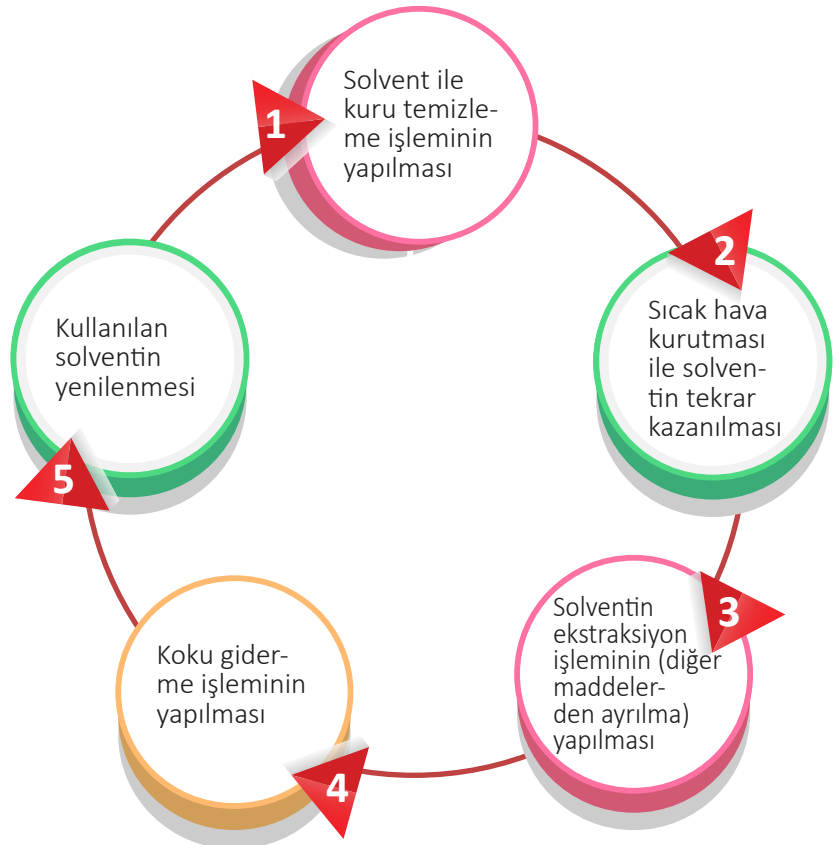 1
Solvent ile
kuru temizle-
me işleminin
yapılması
2
Sıcak hava
kurutması
ile solven-
tin tekrar
kazanılması
3
Solventin
ekstraksiyon
işleminin (diğer
maddeler-
den ayrılma)
yapılması
4
Koku gider-
me işleminin
yapılması
5
Kullanılan
solventin
yenilenmesi